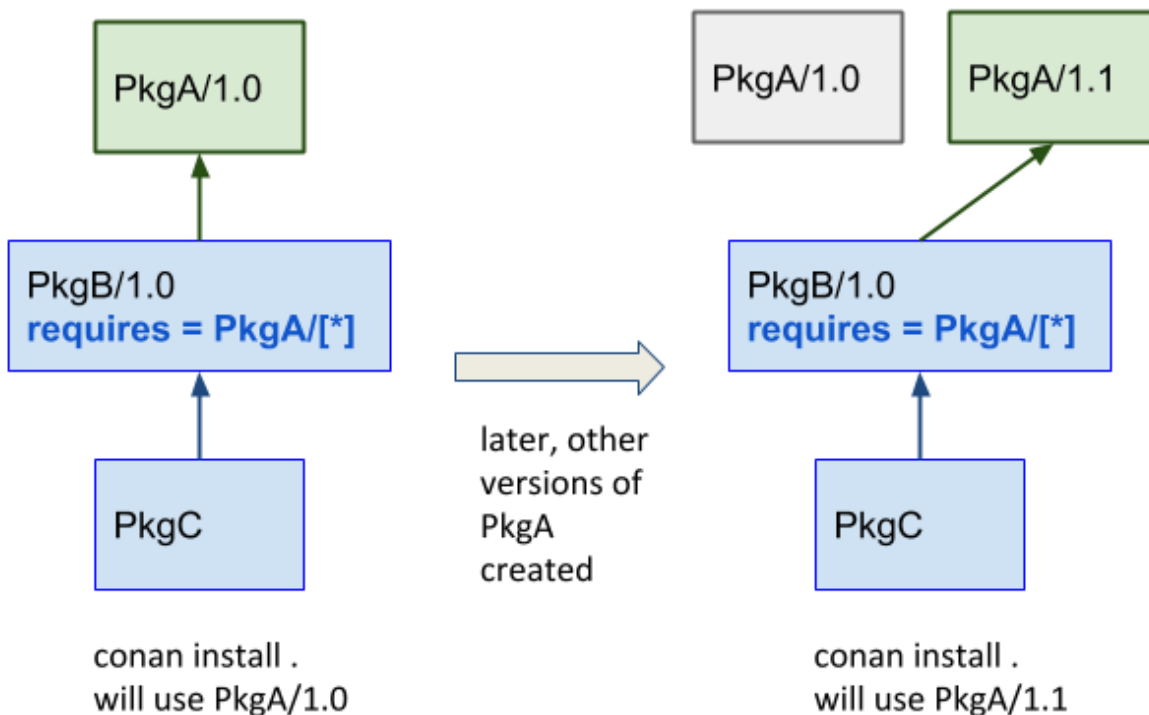 PkgA/1.0
PkgB/1.0
requires = PkgA/[*]
PkgC
conan install .
will use PkgA/1.0
later, other
versions of
PkgA
created
PkgA/1.0
PkgA/1.1
PkgB/1.0
requires = PkgA/[*]
PkgC
conan install .
will use PkgA/1.1